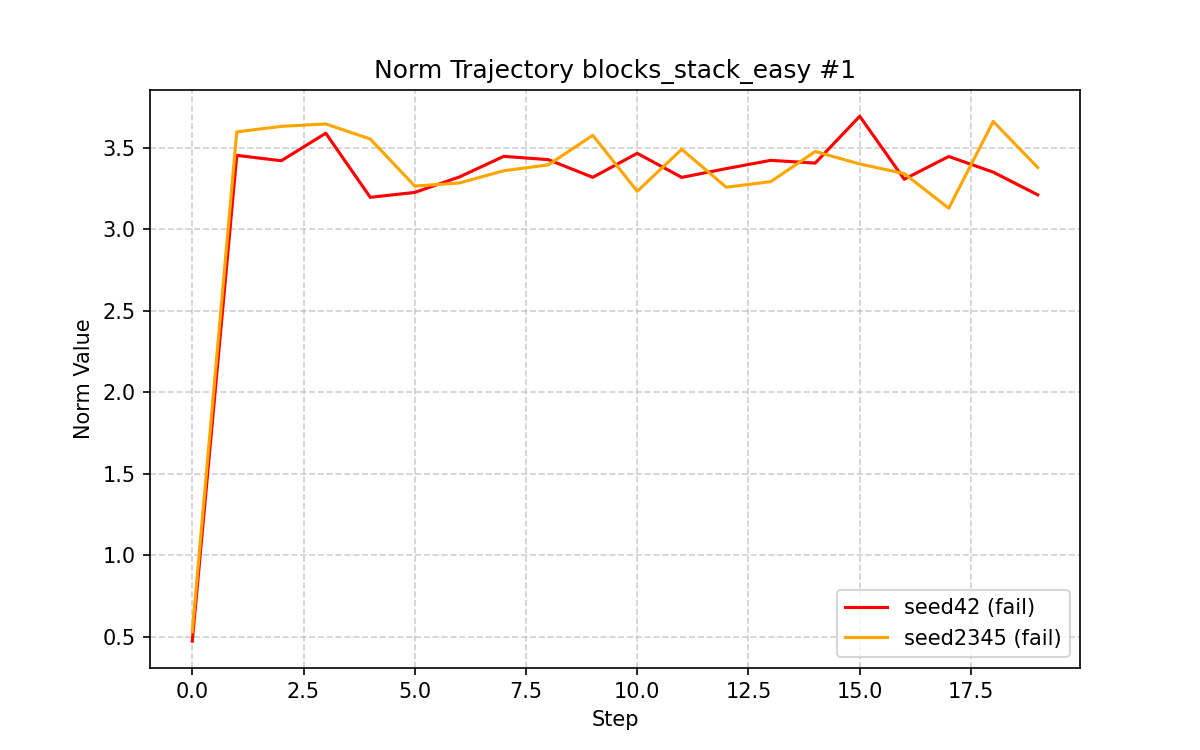 Norm Trajectory blocks_stack_easy #1
Norm Value
3.5
3.0
2.5
2.0
1.5
1.0
0.5
0.0 2.5 5.0 7.5 10.0 12.5 15.0 17.5
Step
seed42 (fail)
seed2345 (fail)